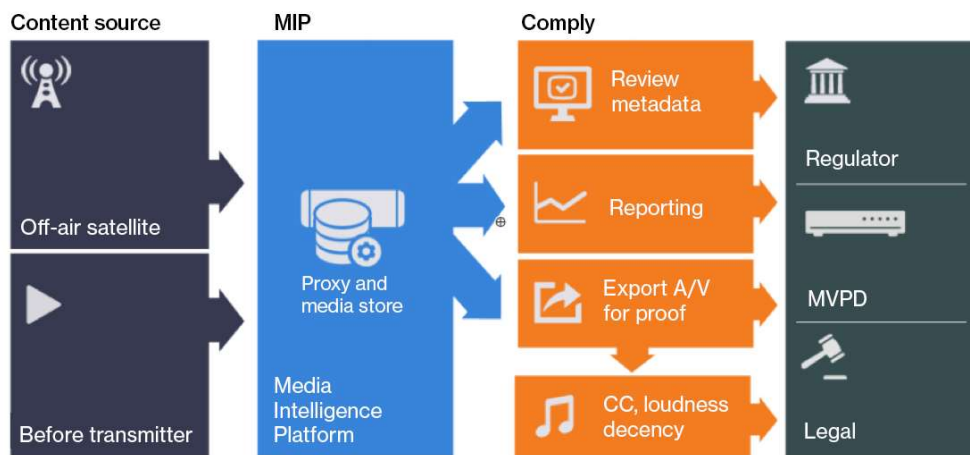 Content source
MIP
Comply
Off-air satellite
Before transmitter
Proxy and
media store
Media
Intelligence
Platform
Review
metadata
Reporting
Export A/V
for proof
CC, loudness
decency
Regulator
MVPD
Legal